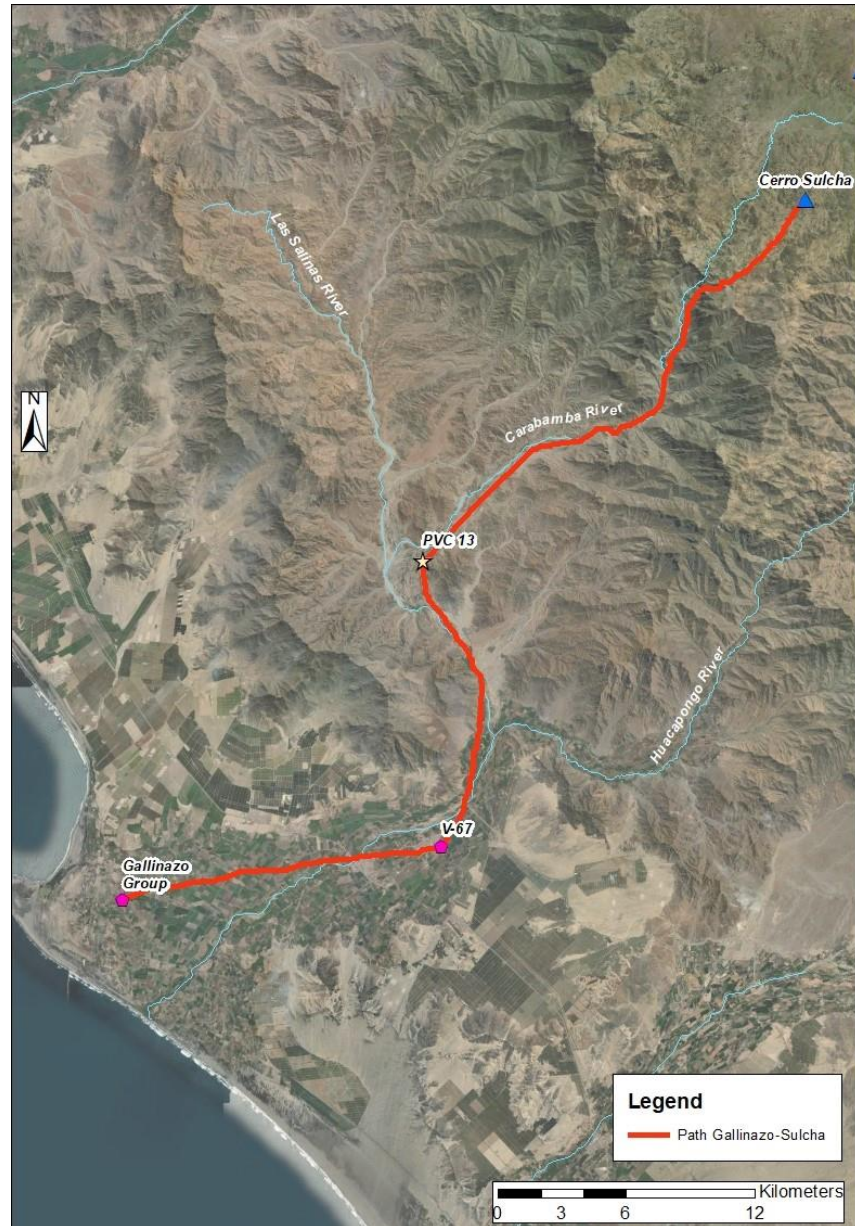 Cerro Sulcha
Las Salinas River
N
Carabamba River
PVC 13
Huacapongo River
V-67
Gallinazo
Group
Legend
Path Gallinazo-Sulcha
Kilometers
0 3 6 12